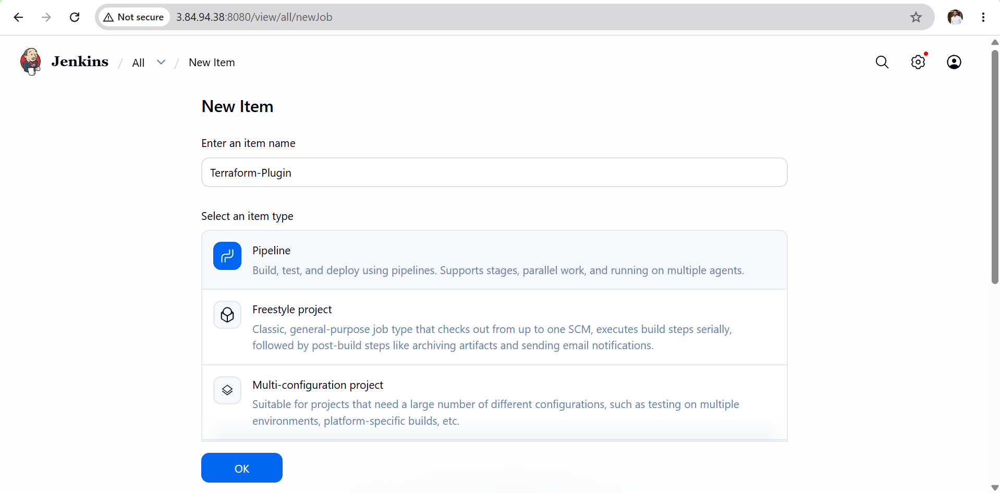 Not secure 3.84.94.38:8080/view/all/newJob
Jenkins / All / New Item
New Item
Enter an item name
Terraform-Plugin
Select an item type
Pipeline
Build, test, and deploy using pipelines. Supports stages, parallel work, and running on multiple agents.
Freestyle project
Classic, general-purpose job type that checks out from up to one SCM, executes build steps serially,
followed by post-build steps like archiving artifacts and sending email notifications.
Multi-configuration project
Suitable for projects that need a large number of different configurations, such as testing on multiple
environments, platform-specific builds, etc.
OK